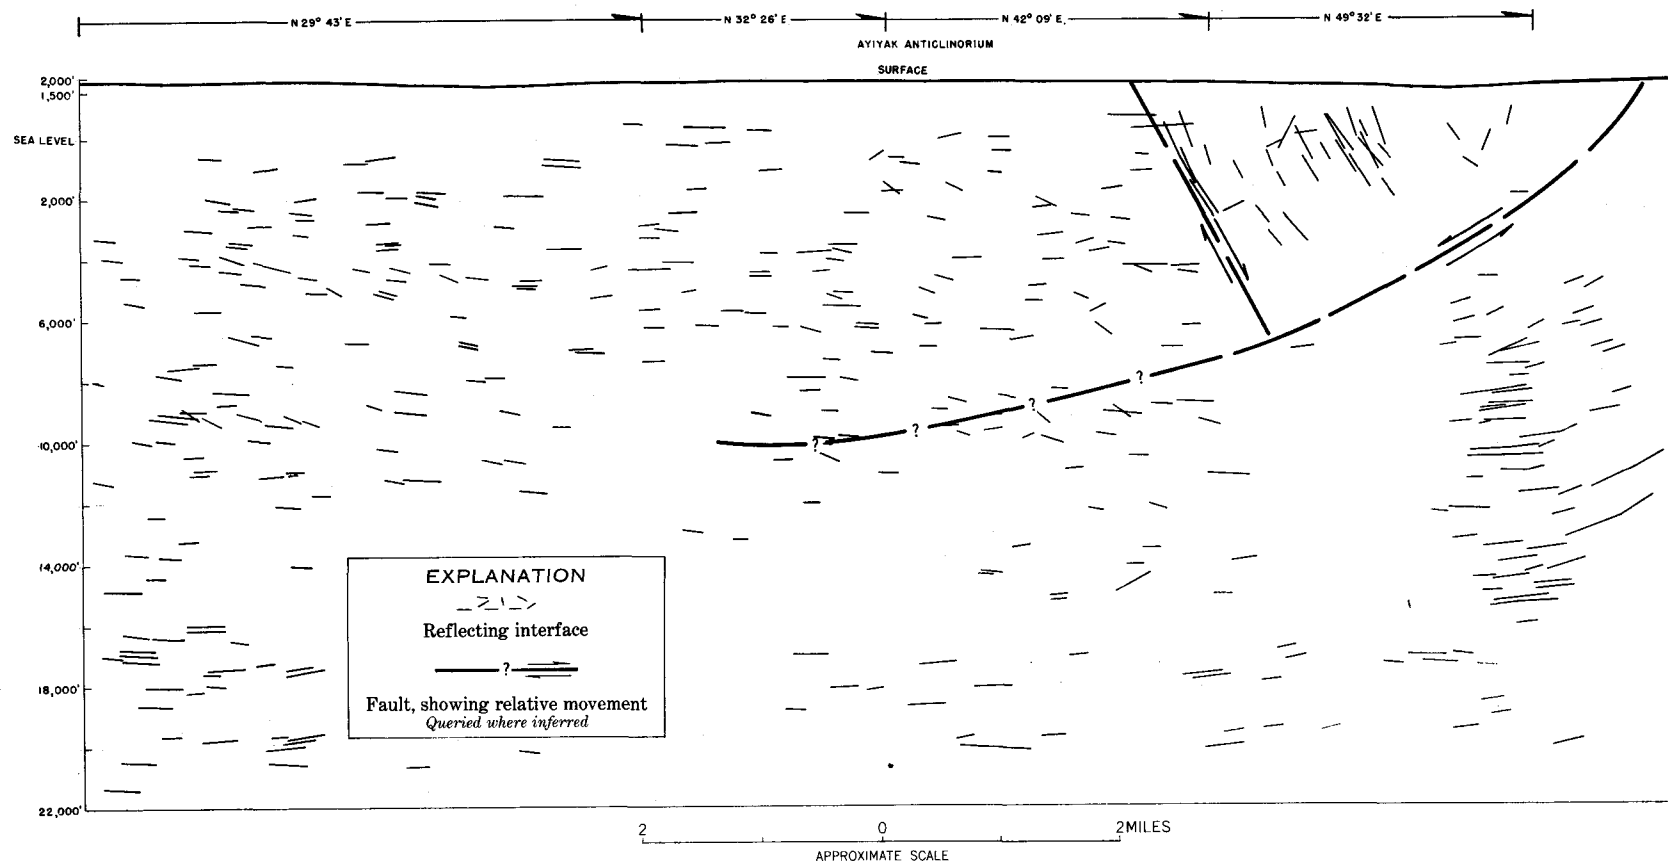 N 29° 43' E
N 32° 26' E
N 42° 09' E.
N 49° 32' E
AYIYAK ANTICLINORIUM
SURFACE
2,000'
1,500'
SEA LEVEL
2,000'
6,000'
10,000'
14,000'
18,000'
22,000'
?
?
?
?
EXPLANATION
Reflecting interface
?
Fault, showing relative movement
Queried where inferred
2 0 2 MILES
APPROXIMATE SCALE